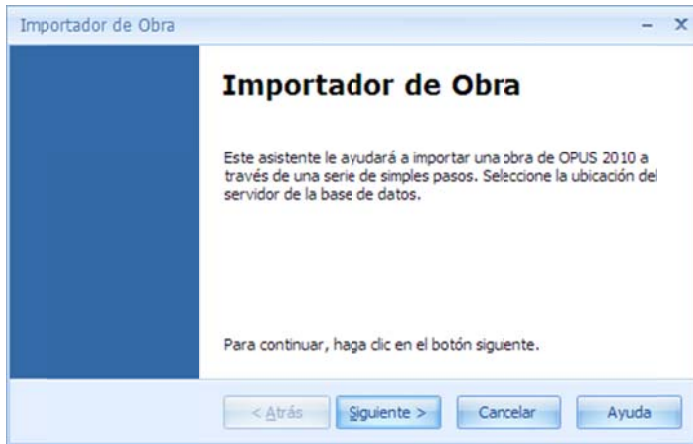 Importador de Obra
Importador de Obra
Este asistente le ayudará a importar una obra de OPUS 2010 a
través de una serie de simples pasos. Seleccione la ubicación del
servidor de la base de datos.
Para continuar, haga clic en el botón siguiente.
< Atrás Siguiente > Cancelar Ayuda